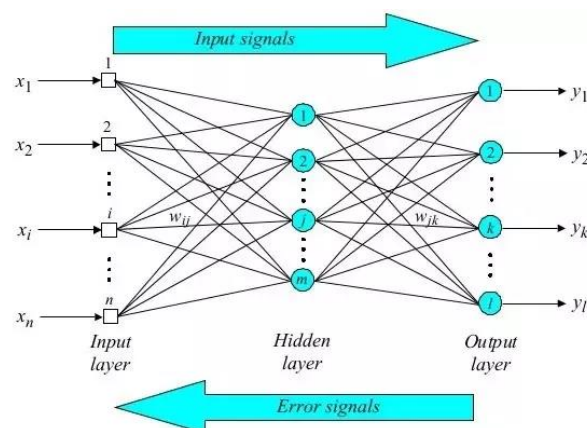 Input signals
1
x1
1
y1
1
2
x2
2
2
y2
i
xi
wij
j
wjk
k
yk
m
n
xn
l
yl
Input layer
Hidden layer
Output layer
Error signals